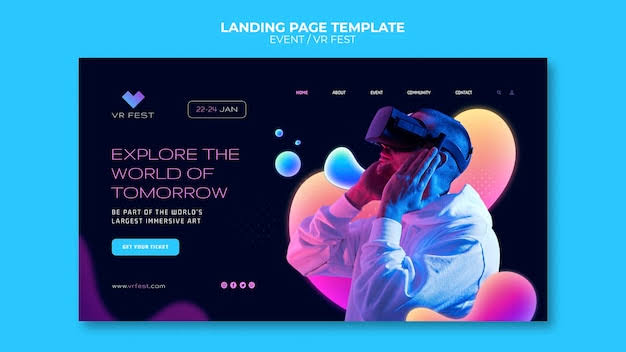 LANDING PAGE TEMPLATE
EVENT / VR FEST
VR FEST
22-24 JAN
HOME ABOUT EVENT COMMUNITY CONTACT
EXPLORE THE
WORLD OF
TOMORROW
BE PART OF THE WORLD'S
LARGEST IMMERSIVE ART
GET YOUR TICKET
www.vrfest.com